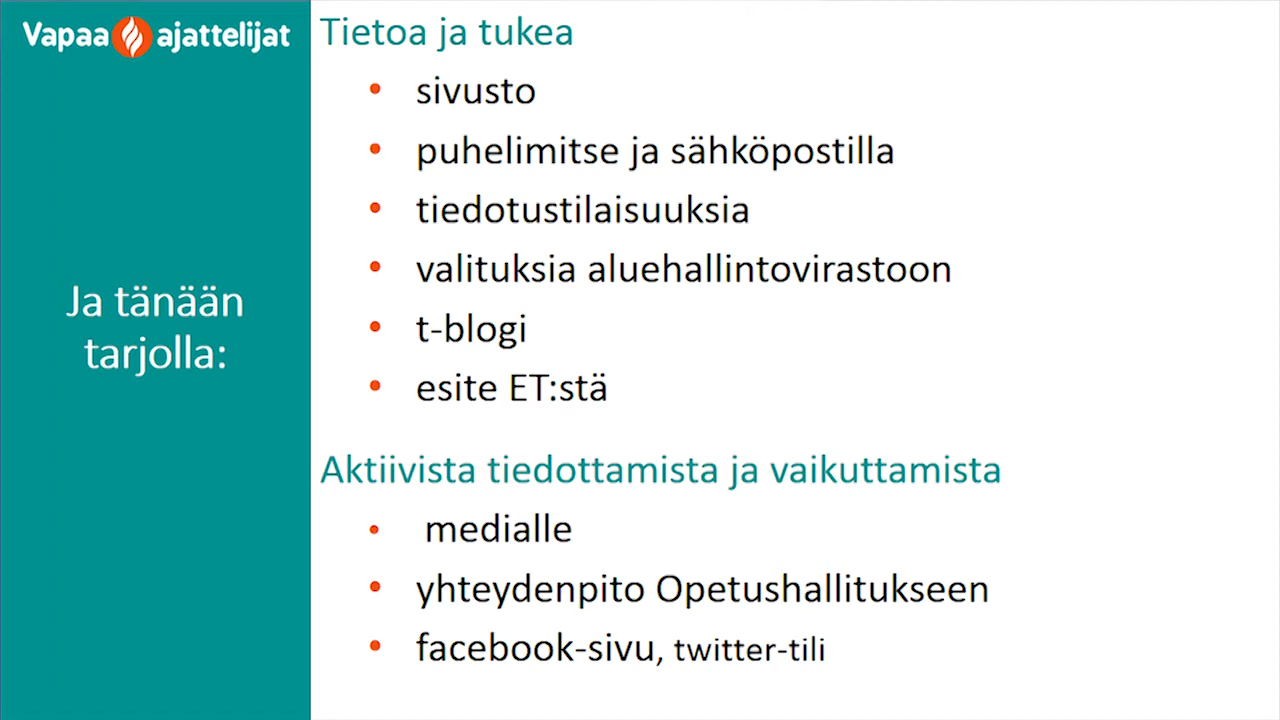 Vapaa ajattelijat
Ja tänään
tarjolla:
Tietoa ja tukea
• sivusto
• puhelimitse ja sähköpostilla
• tiedotustilaisuuksia
• valituksia aluehallintovirastoon
• t-blogi
• esite ET:stä
Aktiivista tiedottamista ja vaikuttamista
• medialle
• yhteydenpito Opetushallitukseen
• facebook-sivu, twitter-tili